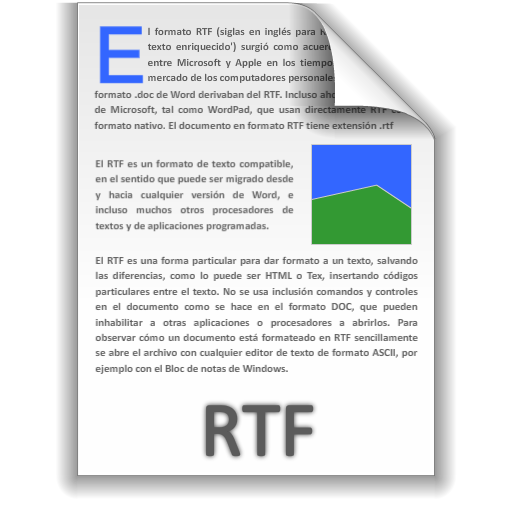 El formato RTF (siglas en inglés para
texto enriquecido') surgió como acuer
entre Microsoft y Apple en los tiempo
mercado de los computadores personale
formato .doc de Word derivaban del RTF. Incluso aho
de Microsoft, tal como WordPad, que usan directamente RTF co
formato nativo. El documento en formato RTF tiene extensión .rtf
El RTF es un formato de texto compatible,
en el sentido que puede ser migrado desde
y hacia cualquier versión de Word, e
incluso muchos otros procesadores de
textos y de aplicaciones programadas.
El RTF es una forma particular para dar formato a un texto, salvando
las diferencias, como lo puede ser HTML o Tex, insertando códigos
particulares entre el texto. No se usa inclusión comandos y controles
en el documento como se hace en el formato DOC, que pueden
inhabilitar a otras aplicaciones o procesadores a abrirlos. Para
observar cómo un documento está formateado en RTF sencillamente
se abre el archivo con cualquier editor de texto de formato ASCII, por
ejemplo con el Bloc de notas de Windows.
RTF